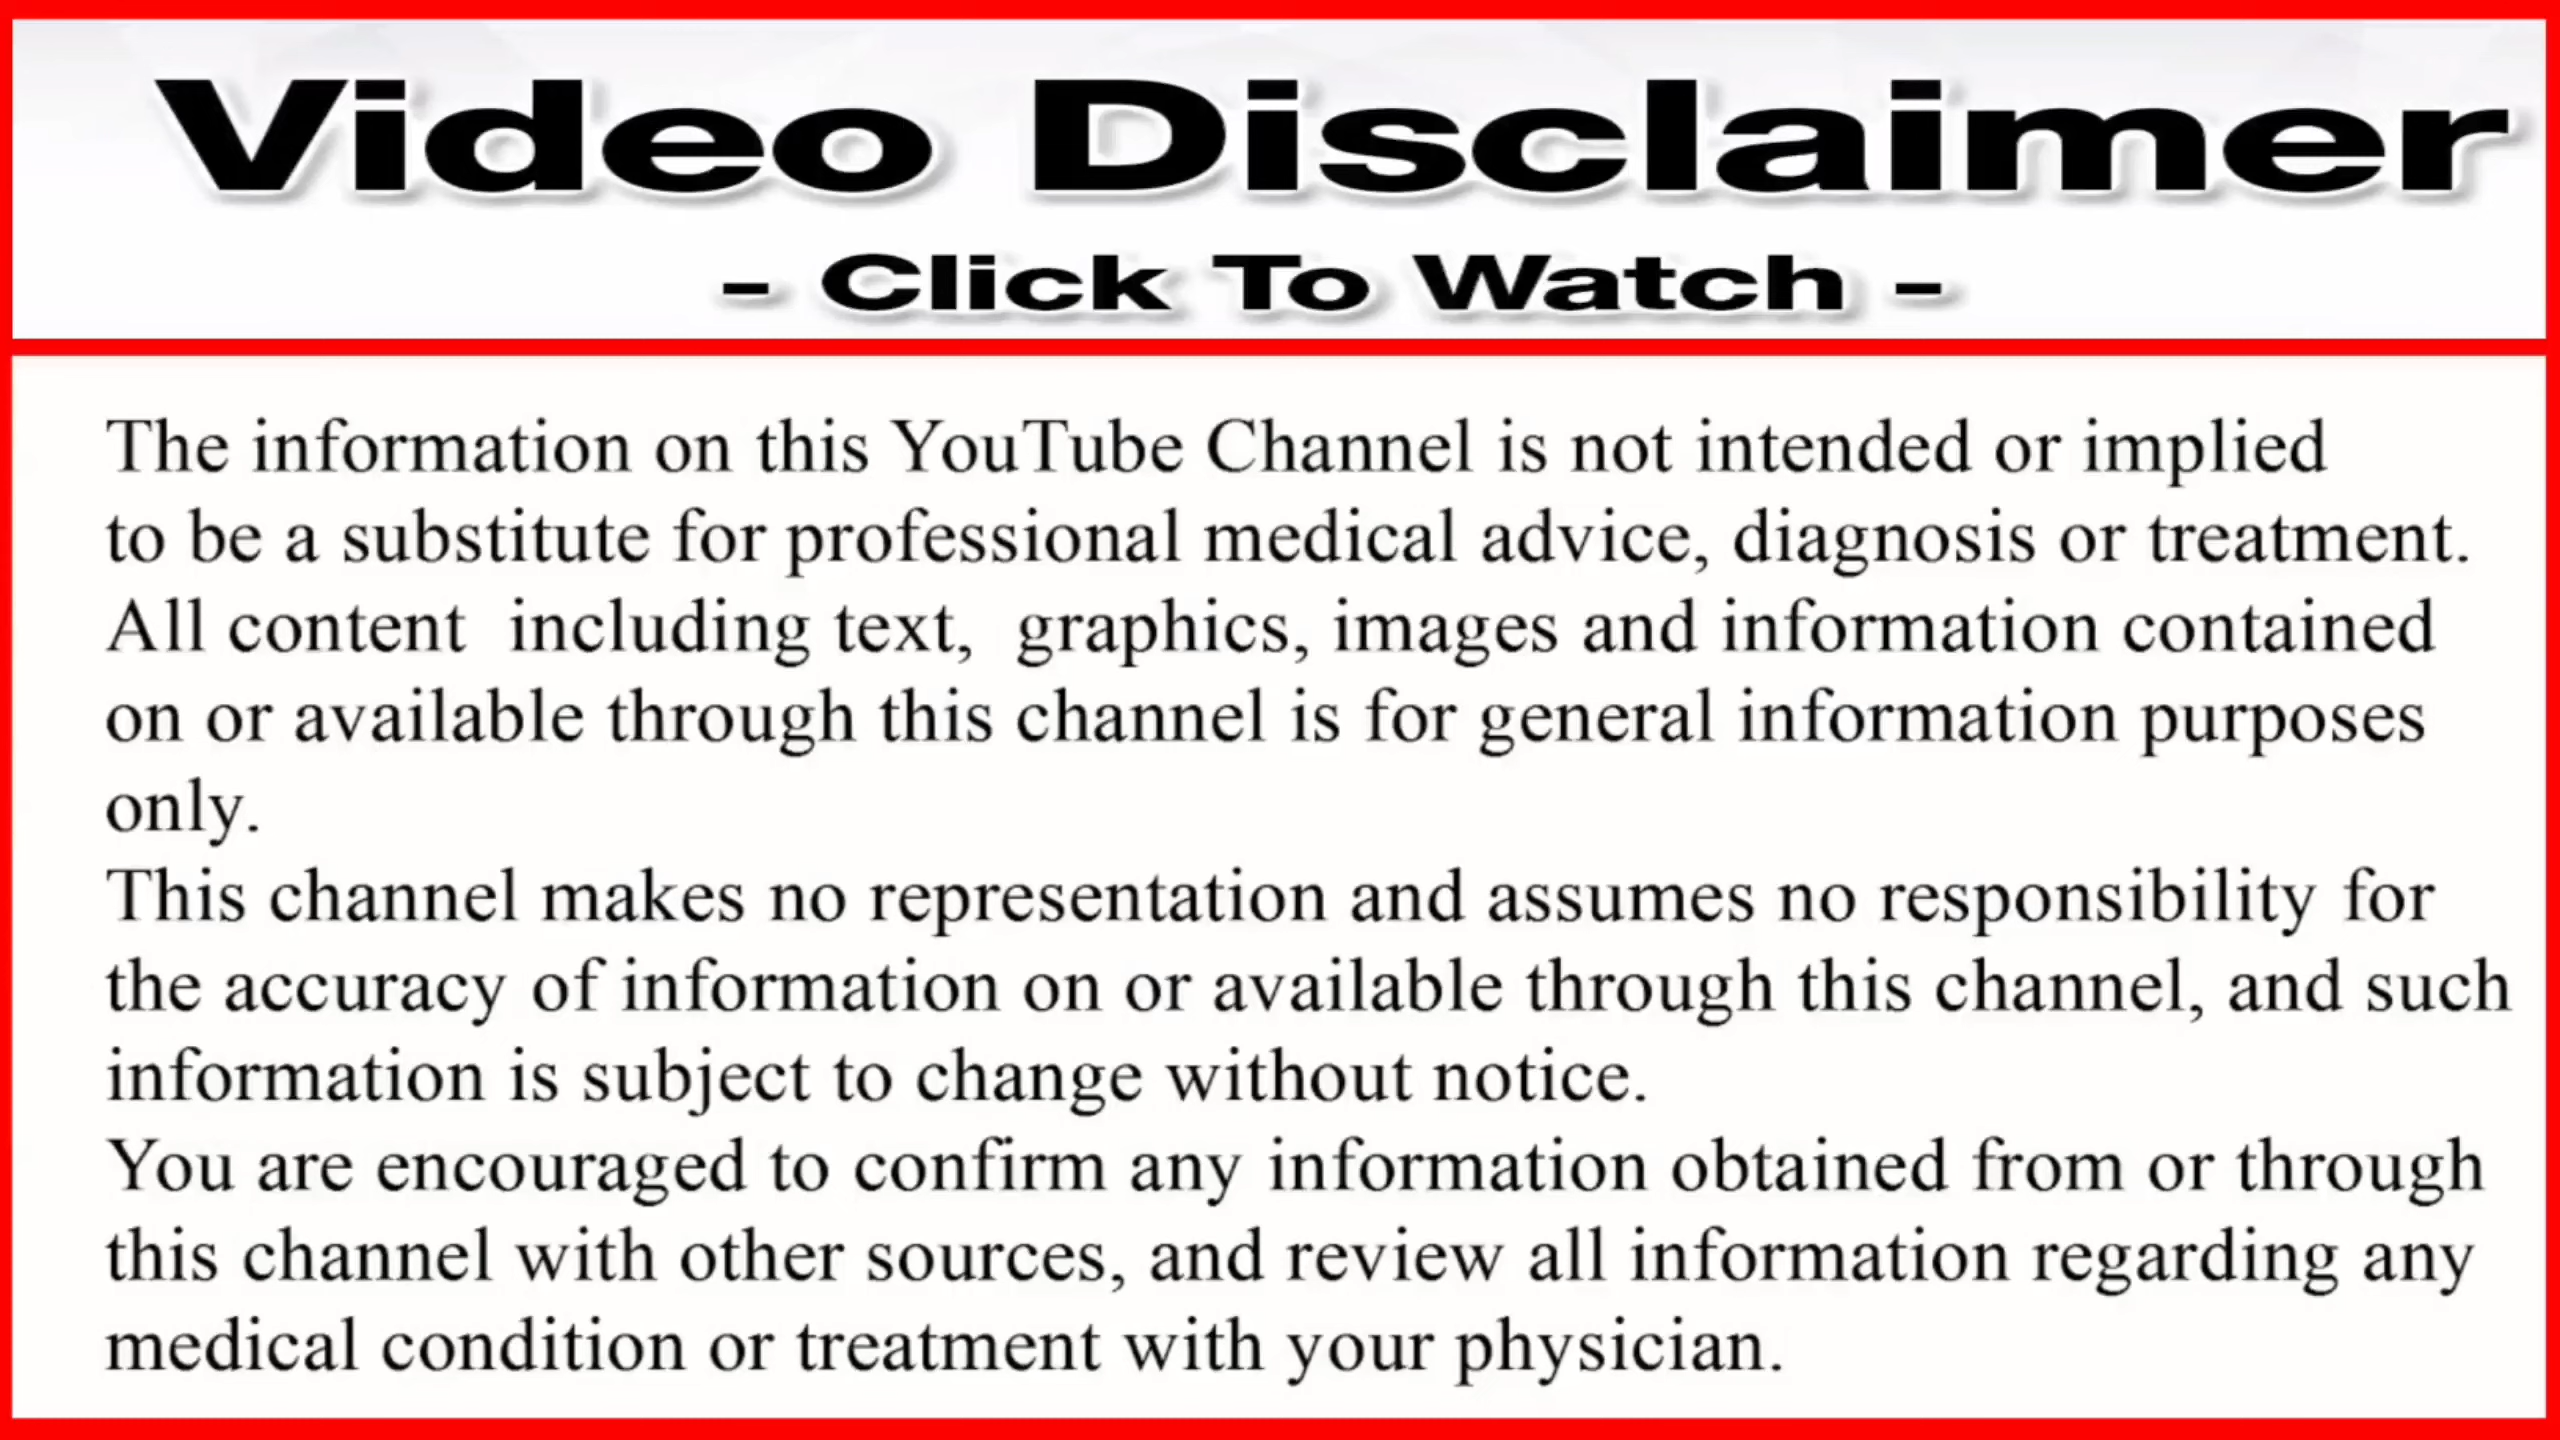 Video Disclaimer
- Click To Watch -
The information on this YouTube Channel is not intended or implied
to be a substitute for professional medical advice, diagnosis or treatment.
All content  including text,  graphics, images and information contained
on or available through this channel is for general information purposes
only.
This channel makes no representation and assumes no responsibility for
the accuracy of information on or available through this channel, and such
information is subject to change without notice.
You are encouraged to confirm any information obtained from or through
this channel with other sources, and review all information regarding any
medical condition or treatment with your physician.